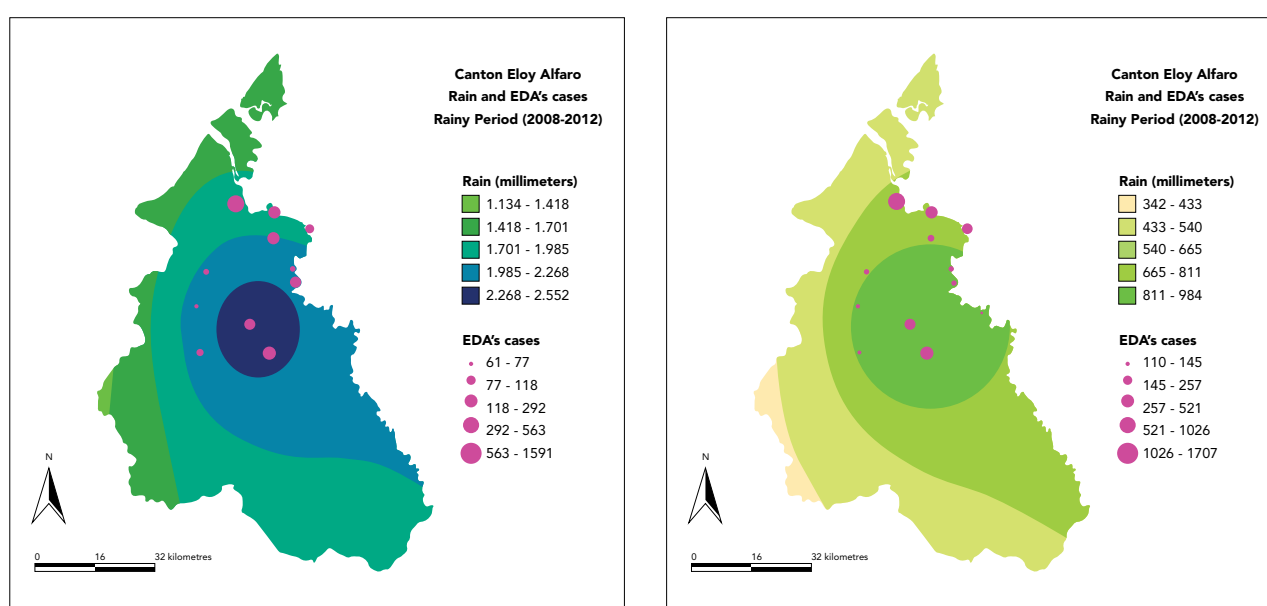 Canton Eloy Alfaro
Rain and EDA's cases
Rainy Period (2008-2012)
Rain (millimeters)
1.134 - 1.418
1.418 - 1.701
1.701 - 1.985
1.985 - 2.268
2.268 - 2.552
EDA's cases
61 - 77
77 - 118
118 - 292
292 - 563
563 - 1591
N
0 16 32 kilometres
Canton Eloy Alfaro
Rain and EDA's cases
Rainy Period (2008-2012)
Rain (millimeters)
342 - 433
433 - 540
540 - 665
665 - 811
811 - 984
EDA's cases
110 - 145
145 - 257
257 - 521
521 - 1026
1026 - 1707
N
0 16 32 kilometres